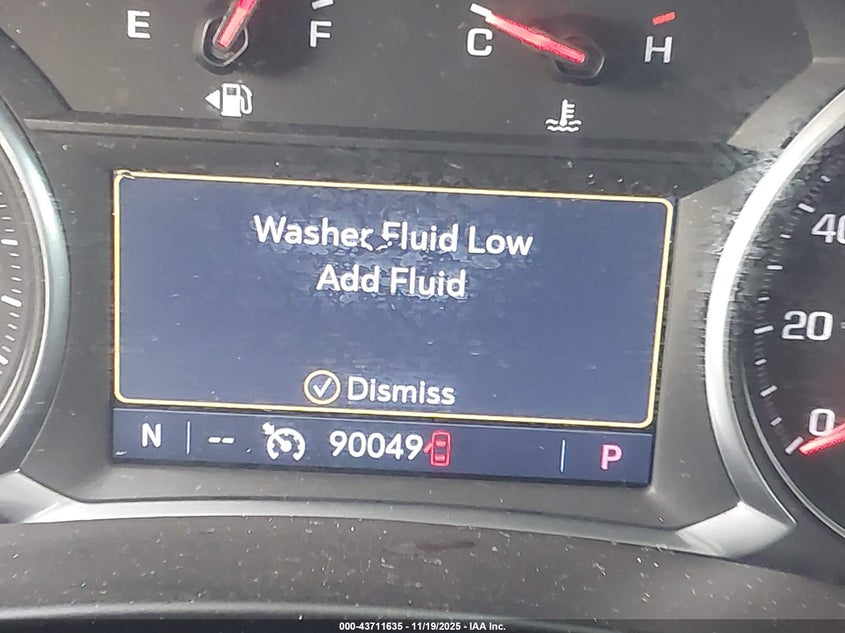 E F C H
Washer Fluid Low
Add Fluid
Dismiss
N -- 90049 P
40
20
0
000-43711635 - 11/19/2025 - IAA Inc.